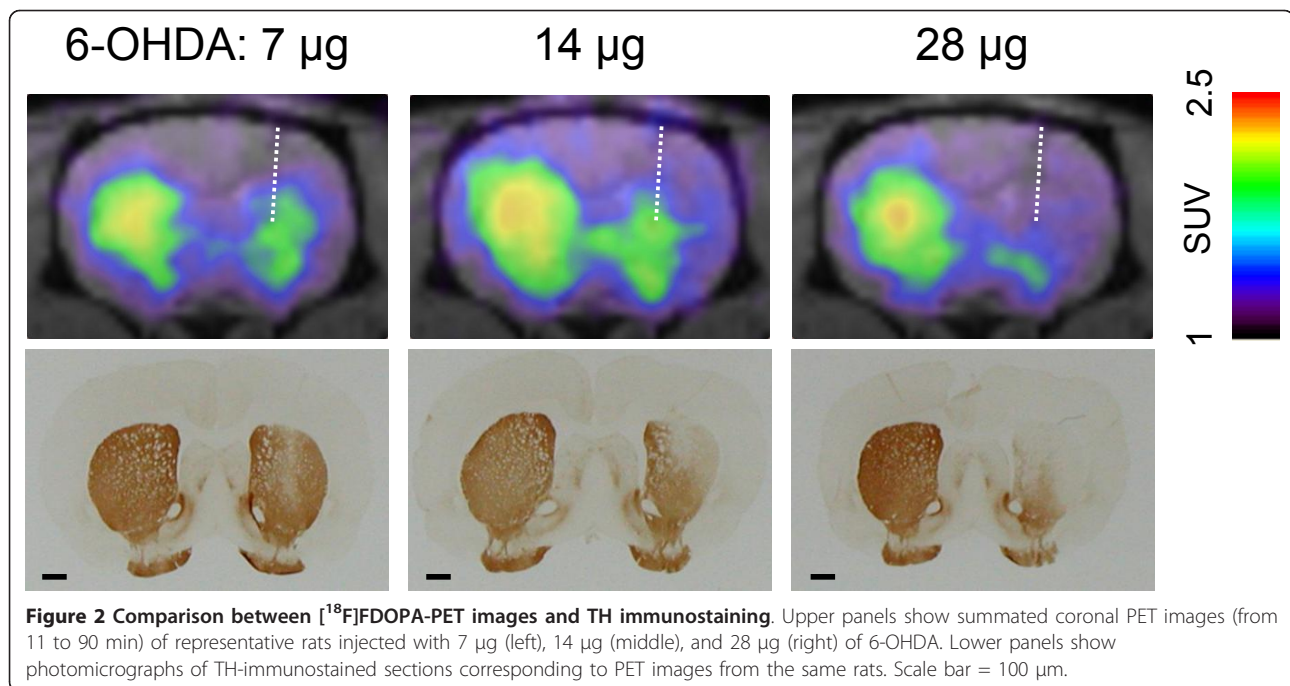 6-OHDA: 7 µg
14 µg
28 µg
2.5
SUV
1
Figure 2 Comparison between [¹⁸F]FDOPA-PET images and TH immunostaining. Upper panels show summated coronal PET images (from
11 to 90 min) of representative rats injected with 7 µg (left), 14 µg (middle), and 28 µg (right) of 6-OHDA. Lower panels show
photomicrographs of TH-immunostained sections corresponding to PET images from the same rats. Scale bar = 100 µm.